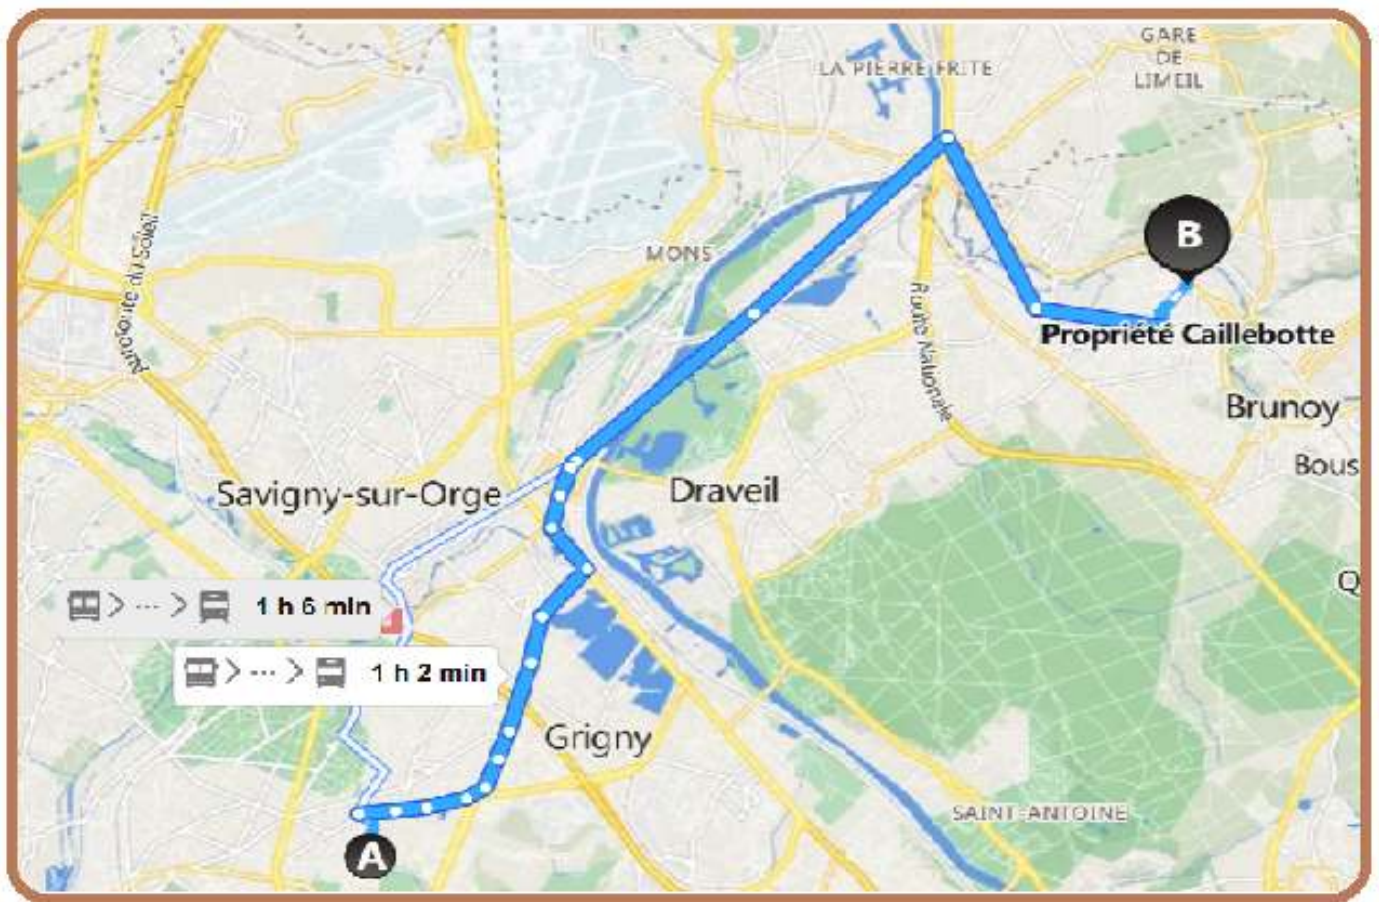 GARE
DE
LIMEIL
LA PIERRE FRITE
B
Autoroute du Soleil
MONS
Route Nationale
Propriété Caillebotte
Brunoy
Bous
Savigny-sur-Orge
Draveil
Q
> ... > 1 h 6 min
> ... > 1 h 2 min
Grigny
SAINT-ANTOINE
A